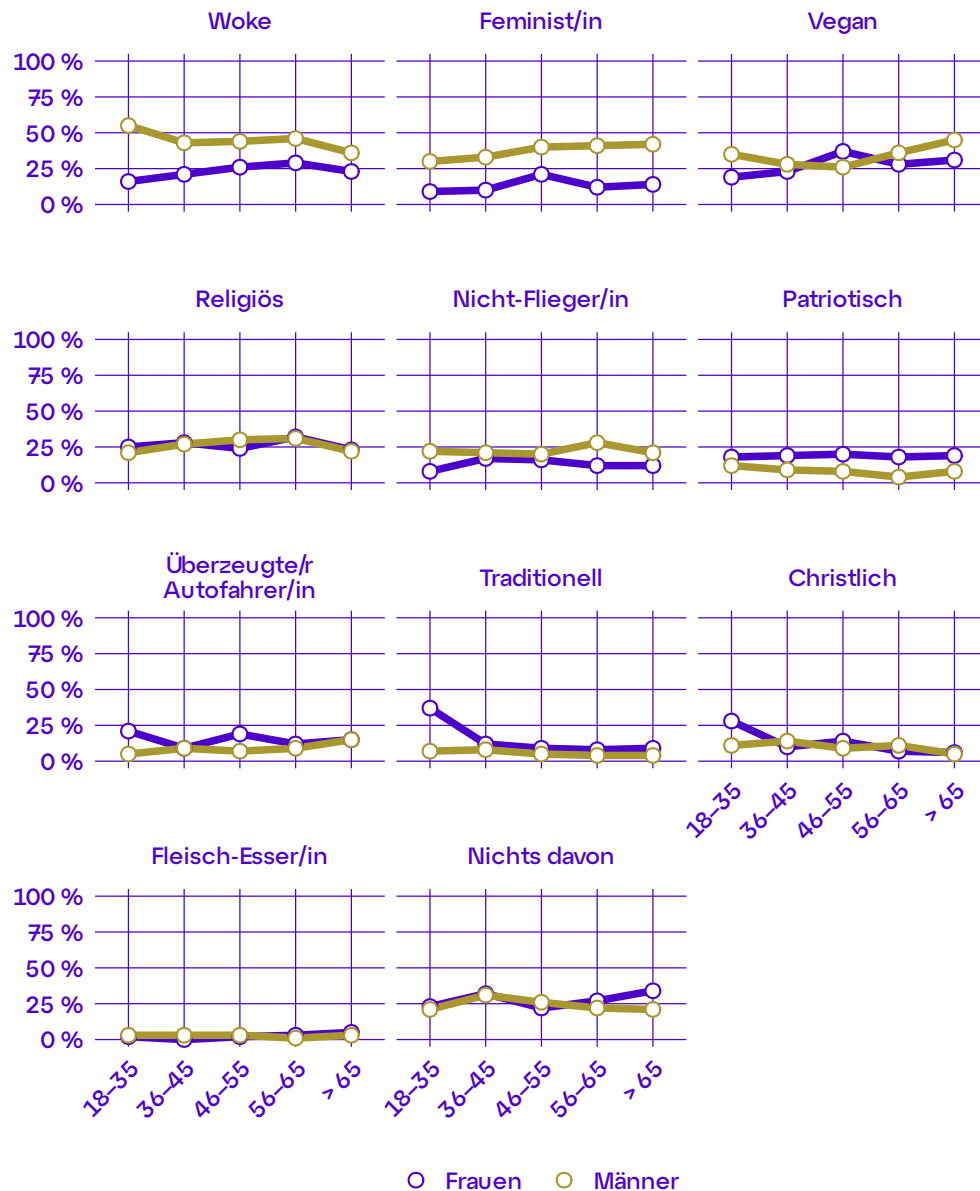 Woke
Feminist/in
Vegan
100 %
75 %
50 %
25 %
0 %
Religiös
Nicht-Flieger/in
Patriotisch
100 %
75 %
50 %
25 %
0 %
Überzeugte/r
Autofahrer/in
Traditionell
Christlich
100 %
75 %
50 %
25 %
0 %
18–35
36–45
46–55
56–65
> 65
Fleisch-Esser/in
Nichts davon
100 %
75 %
50 %
25 %
0 %
18–35
36–45
46–55
56–65
> 65
18–35
36–45
46–55
56–65
> 65
Frauen
Männer